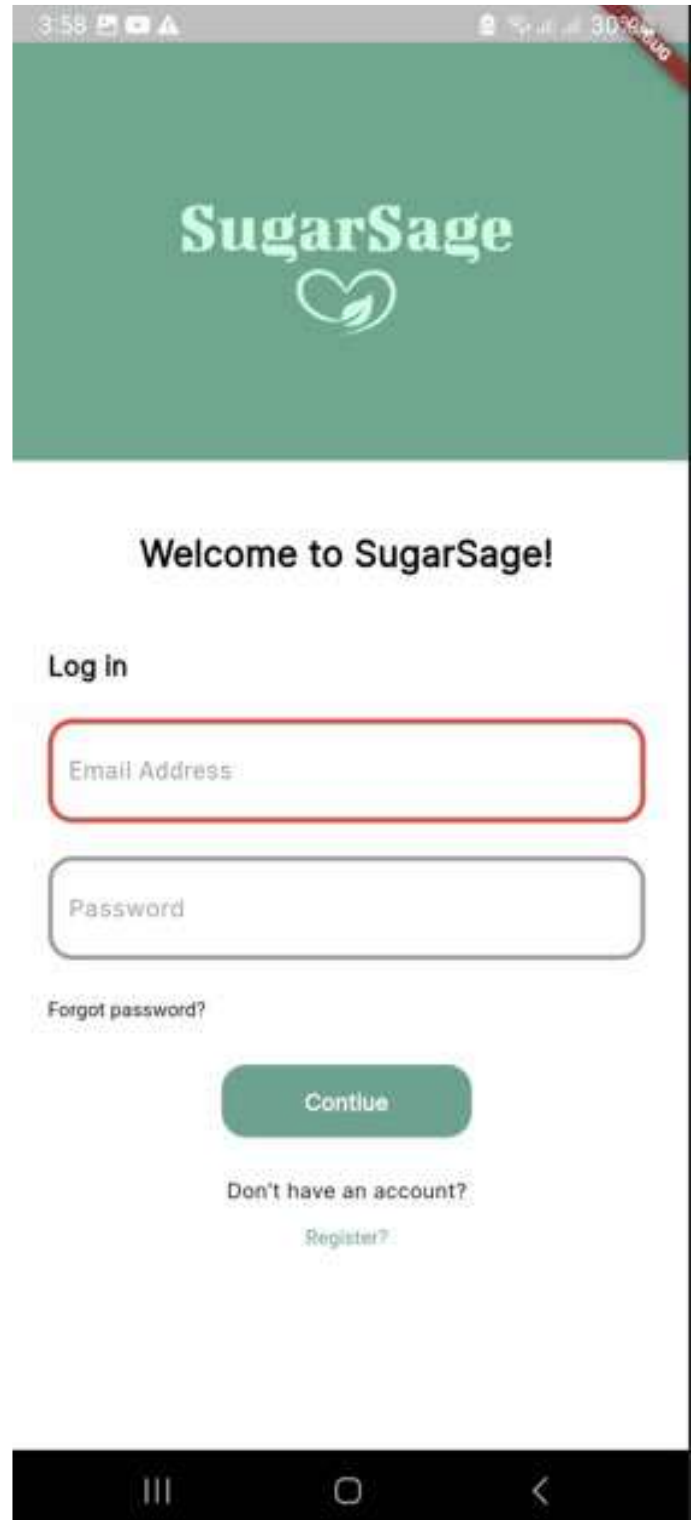 3:58 30%
SugarSage
Welcome to SugarSage!
Log in
Email Address
Password
Forgot password?
Contiue
Don't have an account?
Register?